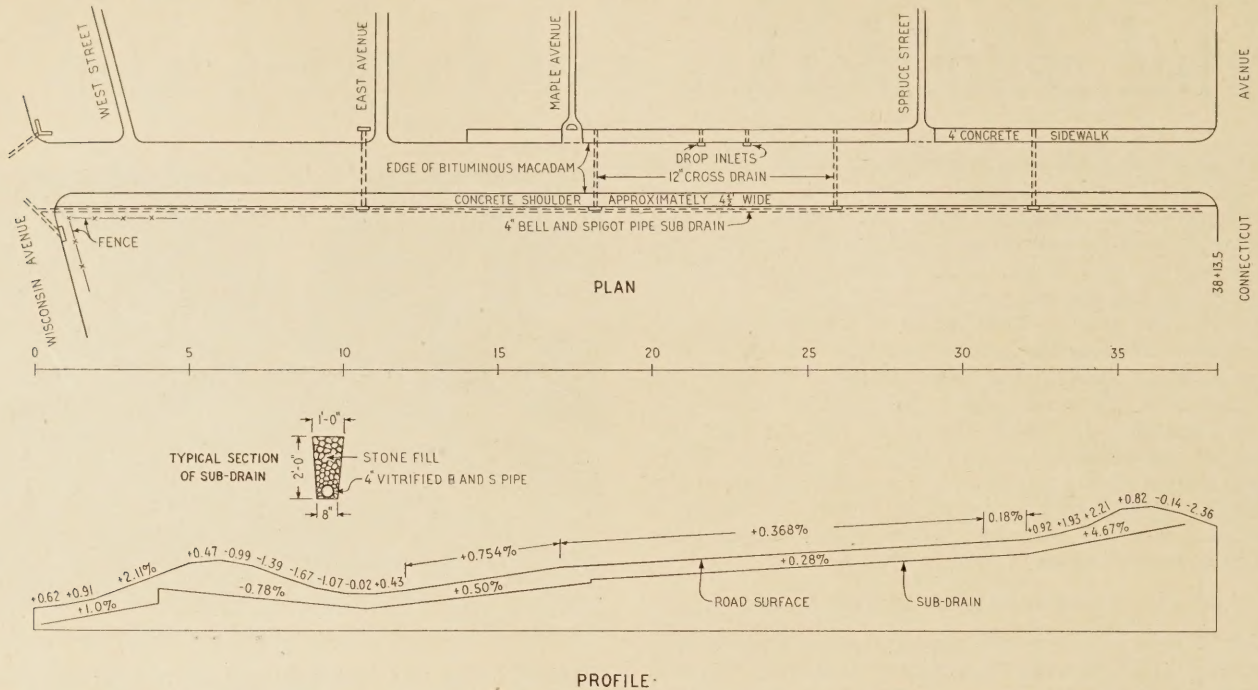 WEST STREET
EAST AVENUE
MAPLE AVENUE
SPRUCE STREET
AVENUE
4' CONCRETE SIDEWALK
EDGE OF BITUMINOUS MACADAM
DROP INLETS
12" CROSS DRAIN
CONCRETE SHOULDER APPROXIMATELY 4½' WIDE
4" BELL AND SPIGOT PIPE SUB DRAIN
FENCE
WISCONSIN AVENUE
38+13.5
CONNECTICUT
PLAN
0 5 10 15 20 25 30 35
1'-0"
TYPICAL SECTION
OF SUB-DRAIN
2'-0"
STONE FILL
4" VITRIFIED B AND S PIPE
8"
+0.62 +0.91 +2.11% +0.47 -0.99 -1.39 -1.67 -1.07 -0.02 +0.43 +0.754% +0.368% 0.18% +0.92 +1.93 +2.21 +0.82 -0.14 -2.36
+1.0% -0.78% +0.50% +0.28% +4.67%
ROAD SURFACE
SUB-DRAIN
PROFILE